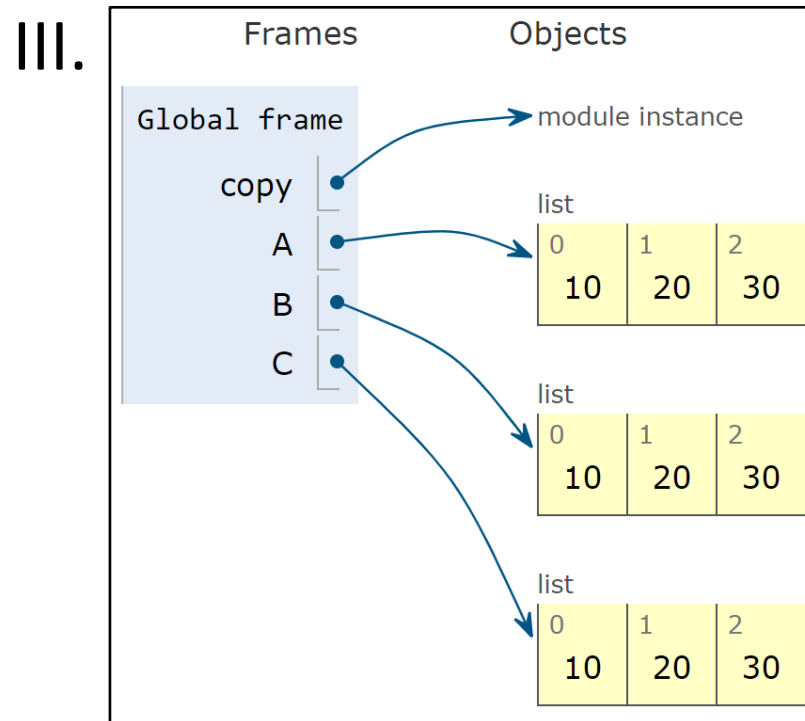 III.
Frames Objects
Global frame
module instance
copy
A
B
C
list
0 1 2
10 20 30
list
0 1 2
10 20 30
list
0 1 2
10 20 30